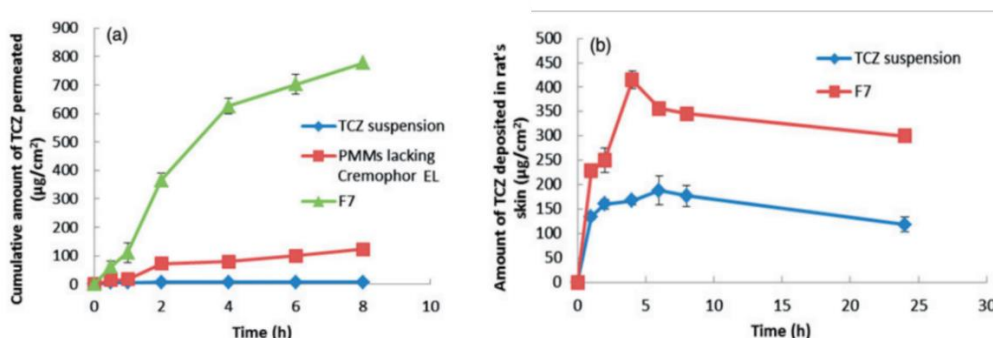 (a)
Cumulative amount of TCZ permeated
(µg/cm²)
900
800
700
600
500
400
300
200
100
0
0
2
4
6
8
10
Time (h)
TCZ suspension
PMMs lacking
Cremophor EL
F7
(b)
Amount of TCZ deposited in rat's
skin (µg/cm²)
500
450
400
350
300
250
200
150
100
50
0
0
5
10
15
20
25
30
Time (h)
TCZ suspension
F7